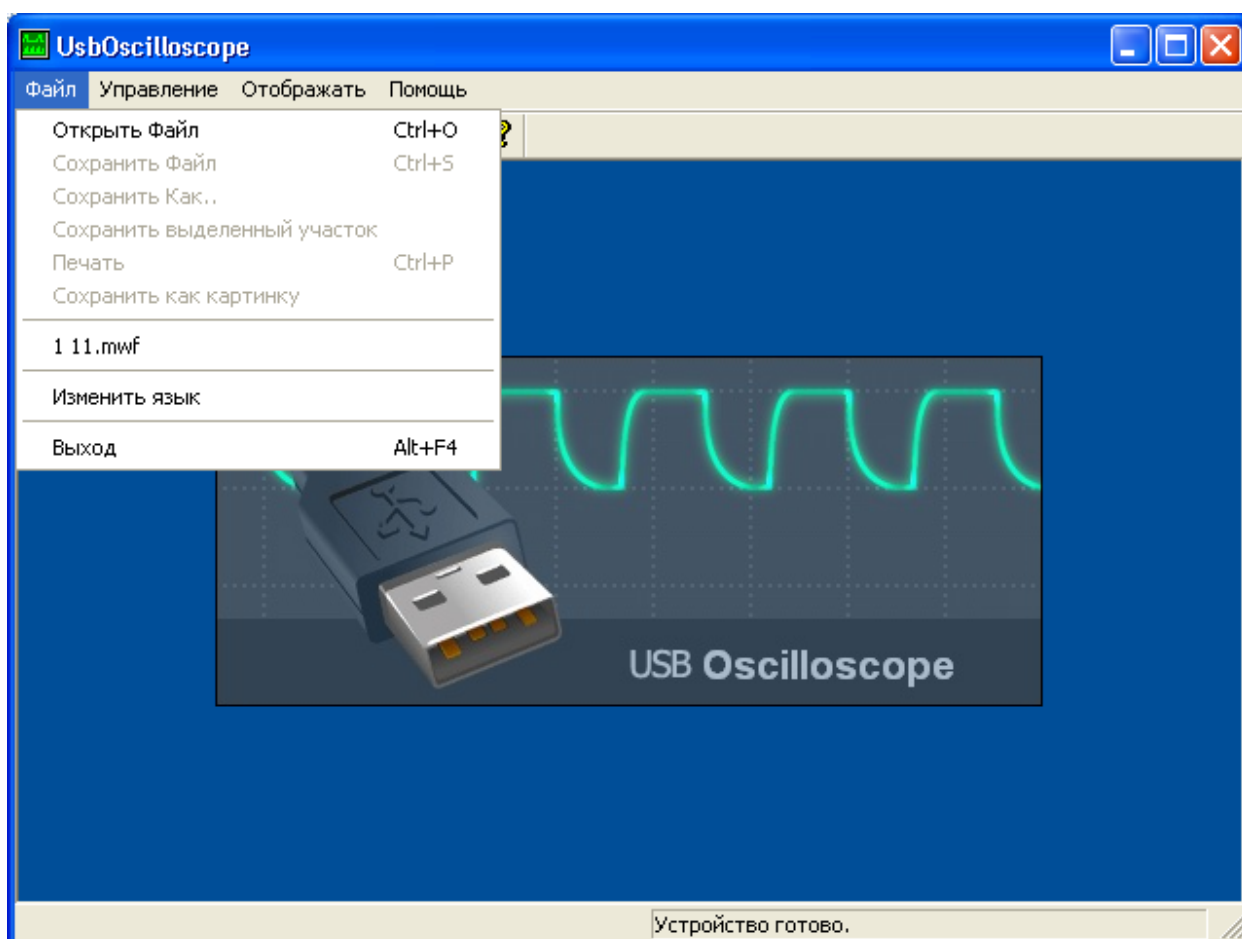 UsbOscilloscope
Файл Управление Отображать Помощь
Открыть Файл Ctrl+O
Сохранить Файл Ctrl+S
Сохранить Как..
Сохранить выделенный участок
Печать Ctrl+P
Сохранить как картинку
1 11.mwf
Изменить язык
Выход Alt+F4
USB Oscilloscope
Устройство готово.